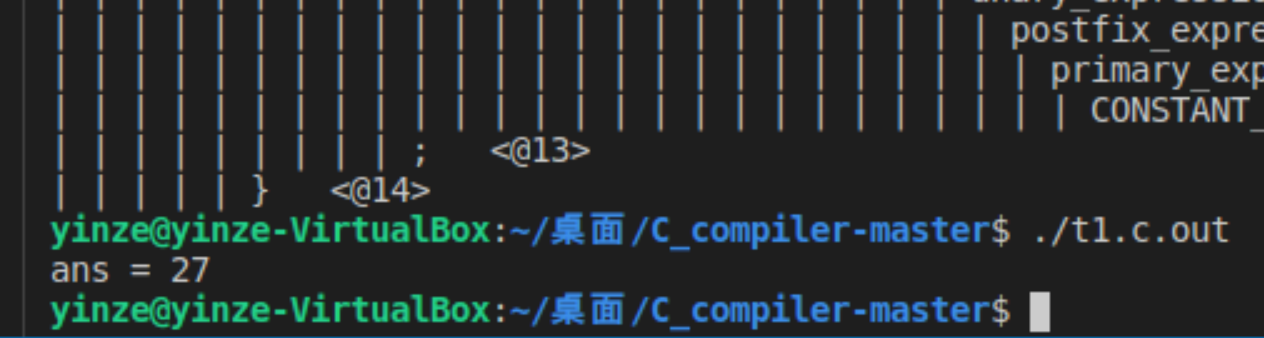 | | | | | | | | | | | | | | | | | | | | | | | | postfix_expre
| | | | | | | | | | | | | | | | | | | | | | | | | primary_exp
| | | | | | | | | | | | | | | | | | | | | | | | | | CONSTANT_
| | | | | | | | | ;   <@13>
| | | | | }   <@14>
yinze@yinze-VirtualBox:~/桌面/C_compiler-master$ ./t1.c.out
ans = 27
yinze@yinze-VirtualBox:~/桌面/C_compiler-master$